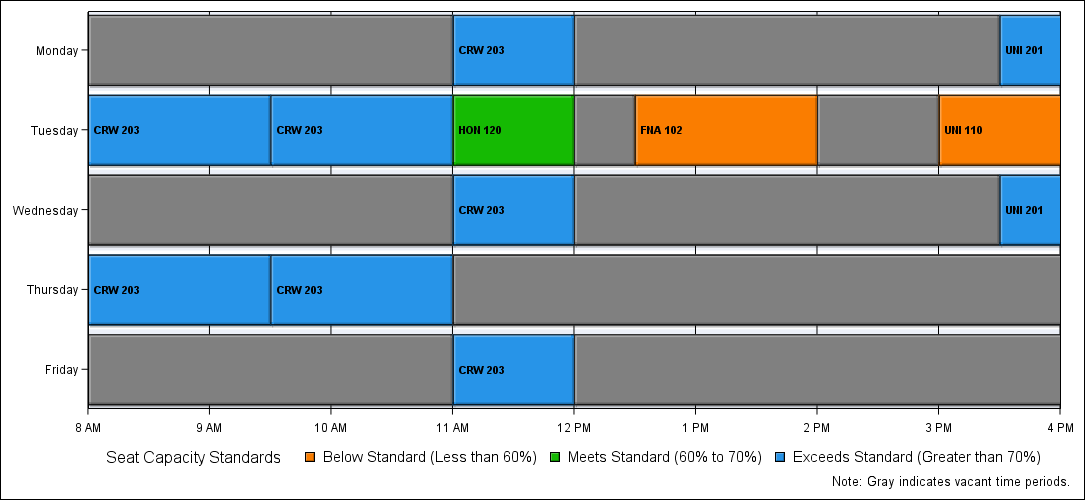 Monday
CRW 203
UNI 201
Tuesday
CRW 203
CRW 203
HON 120
FNA 102
UNI 110
Wednesday
CRW 203
UNI 201
Thursday
CRW 203
CRW 203
Friday
CRW 203
8 AM 9 AM 10 AM 11 AM 12 PM 1 PM 2 PM 3 PM 4 PM
Seat Capacity Standards Below Standard (Less than 60%) Meets Standard (60% to 70%) Exceeds Standard (Greater than 70%)
Note: Gray indicates vacant time periods.